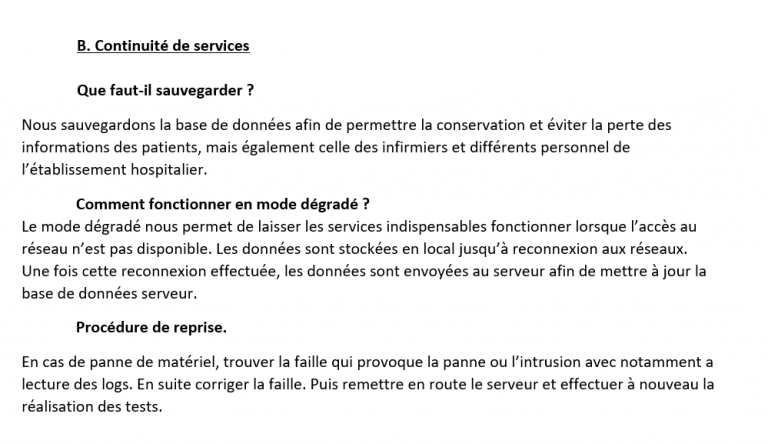 B. Continuité de services
Que faut-il sauvegarder ?
Nous sauvegardons la base de données afin de permettre la conservation et éviter la perte des
informations des patients, mais également celle des infirmiers et différents personnel de
l’établissement hospitalier.
Comment fonctionner en mode dégradé ?
Le mode dégradé nous permet de laisser les services indispensables fonctionner lorsque l’accès au
réseau n’est pas disponible. Les données sont stockées en local jusqu’à reconnexion aux réseaux.
Une fois cette reconnexion effectuée, les données sont envoyées au serveur afin de mettre à jour la
base de données serveur.
Procédure de reprise.
En cas de panne de matériel, trouver la faille qui provoque la panne ou l’intrusion avec notamment a
lecture des logs. En suite corriger la faille. Puis remettre en route le serveur et effectuer à nouveau la
réalisation des tests.